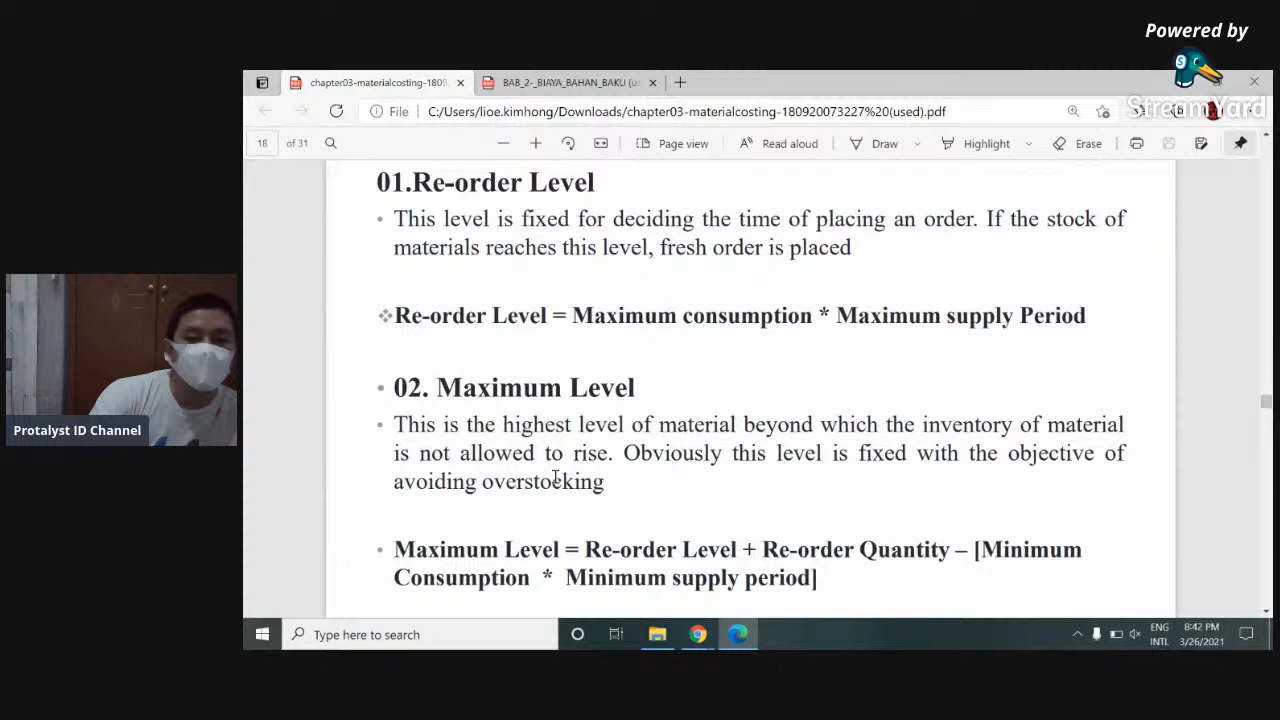 Powered by
StreamYard
chapter03-materialcosting-1809
BAB_2-_BIAYA_BAHAN_BAKU (u
File
C:/Users/lioe.kimhong/Downloads/chapter03-materialcosting-180920073227%20(used).pdf
18 of 31
Page view
Read aloud
Draw
Highlight
Erase
01.Re-order Level
• This level is fixed for deciding the time of placing an order. If the stock of
materials reaches this level, fresh order is placed
❖Re-order Level = Maximum consumption * Maximum supply Period
• 02. Maximum Level
• This is the highest level of material beyond which the inventory of material
is not allowed to rise. Obviously this level is fixed with the objective of
avoiding overstocking
• Maximum Level = Re-order Level + Re-order Quantity – [Minimum
Consumption * Minimum supply period]
Protalyst ID Channel
Type here to search
ENG
INTL
8:42 PM
3/26/2021